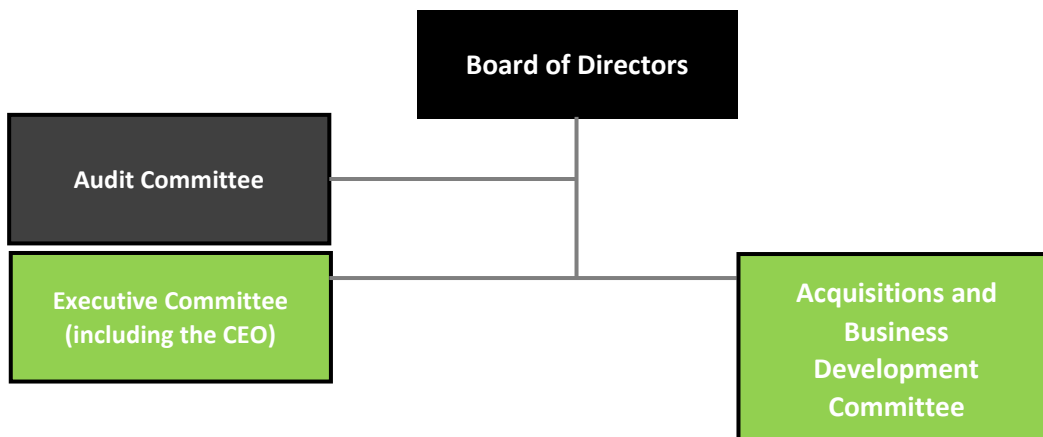 Board of Directors
Audit Committee
Executive Committee
(including the CEO)
Acquisitions and
Business
Development
Committee